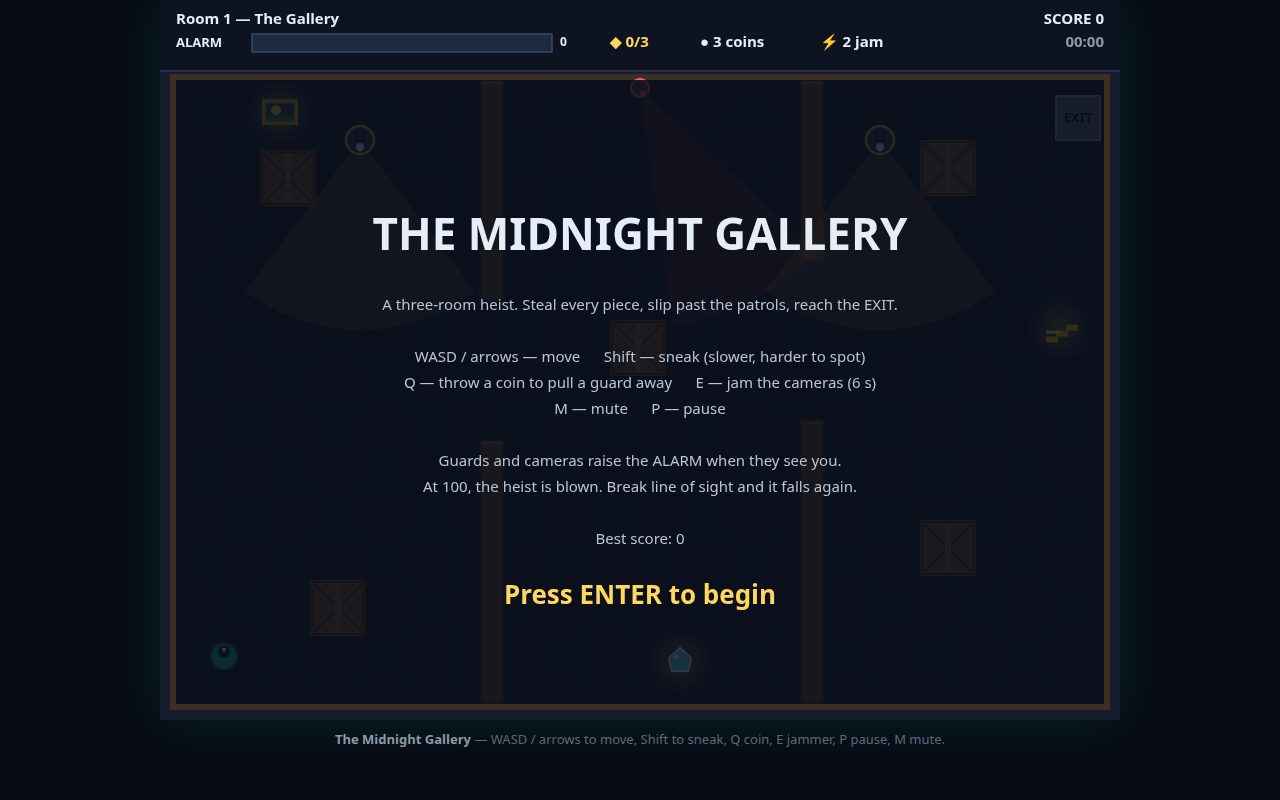 Room 1 — The Gallery
SCORE 0
ALARM
0
◆ 0/3
● 3 coins
⚡ 2 jam
00:00
EXIT
THE MIDNIGHT GALLERY
A three-room heist. Steal every piece, slip past the patrols, reach the EXIT.
WASD / arrows — move Shift — sneak (slower, harder to spot)
Q — throw a coin to pull a guard away E — jam the cameras (6 s)
M — mute P — pause
Guards and cameras raise the ALARM when they see you.
At 100, the heist is blown. Break line of sight and it falls again.
Best score: 0
Press ENTER to begin
The Midnight Gallery — WASD / arrows to move, Shift to sneak, Q coin, E jammer, P pause, M mute.